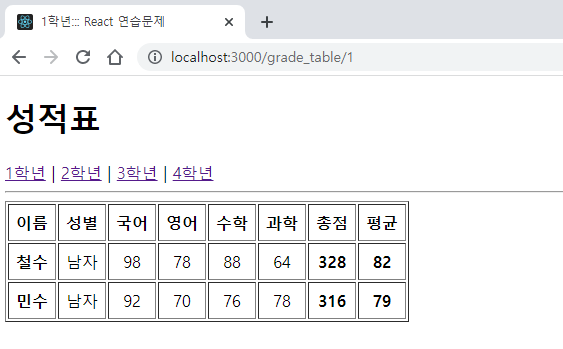 1학년::: React 연습문제
localhost:3000/grade_table/1
성적표
1학년 | 2학년 | 3학년 | 4학년
이름 성별 국어 영어 수학 과학 총점 평균
철수 남자 98 78 88 64 328 82
민수 남자 92 70 76 78 316 79